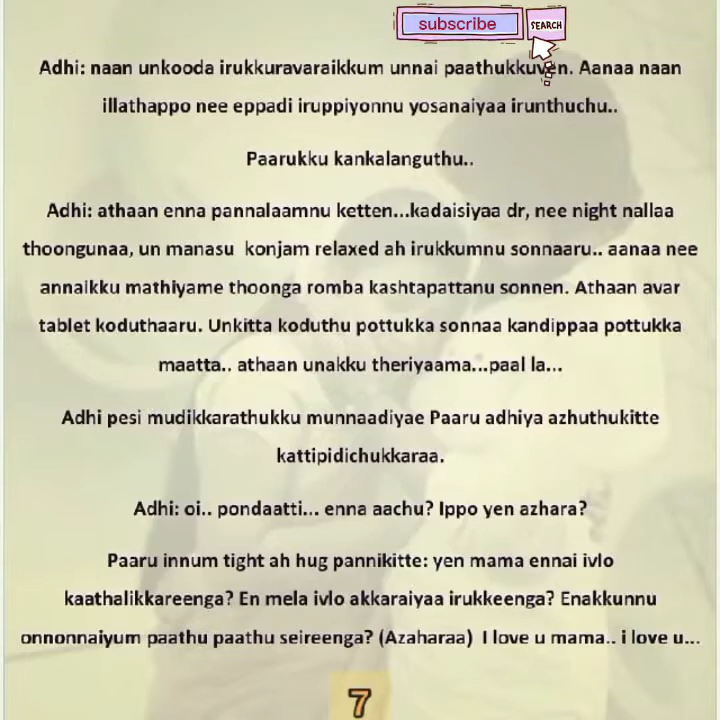 subscribe
SEARCH
Adhi: naan unkooda irukkuravaraikkum unnai paathukkuven. Aanaa naan
illathappo nee eppadi iruppiyonnu yosanaiyaa irunthuchu..
Paarukku kankalanguthu..
Adhi: athaan enna pannalaamnu ketten...kadaisiyaa dr, nee night nallaa
thoongunaa, un manasu konjam relaxed ah irukkumnu sonnaaru.. aanaa nee
annaikku mathiyame thoonga romba kashtapattanu sonnen. Athaan avar
tablet koduthaaru. Unkitta koduthu pottukka sonnaa kandippaa pottukka
maatta.. athaan unakku theriyaama...paal la...
Adhi pesi mudikkarathukku munnaadiyae Paaru adhiya azhuthukitte
kattipidichukkaraa.
Adhi: oi.. pondaatti... enna aachu? Ippo yen azhara?
Paaru innum tight ah hug pannikitte: yen mama ennai ivlo
kaathalikkareenga? En mela ivlo akkaraiyaa irukkeenga? Enakkunnu
onnonnaiyum paathu paathu seireenga? (Azaharaa) I love u mama.. i love u...
7